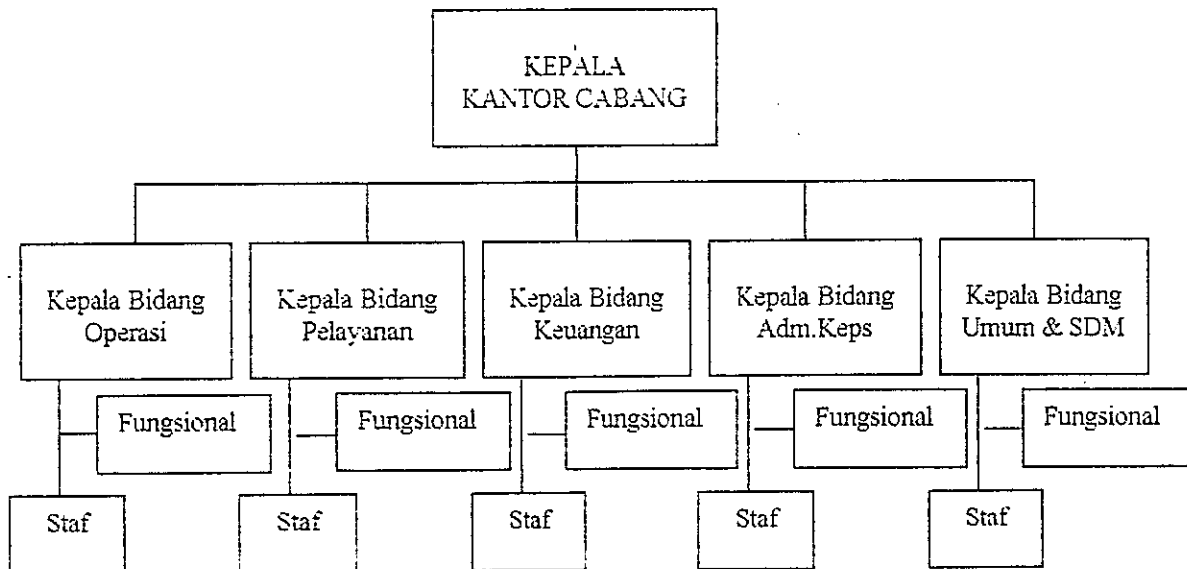 KEPALA
KANTOR CABANG
Kepala Bidang
Operasi
Kepala Bidang
Pelayanan
Kepala Bidang
Keuangan
Kepala Bidang
Adm.Keps
Kepala Bidang
Umum & SDM
Fungsional
Fungsional
Fungsional
Fungsional
Fungsional
Staf
Staf
Staf
Staf
Staf